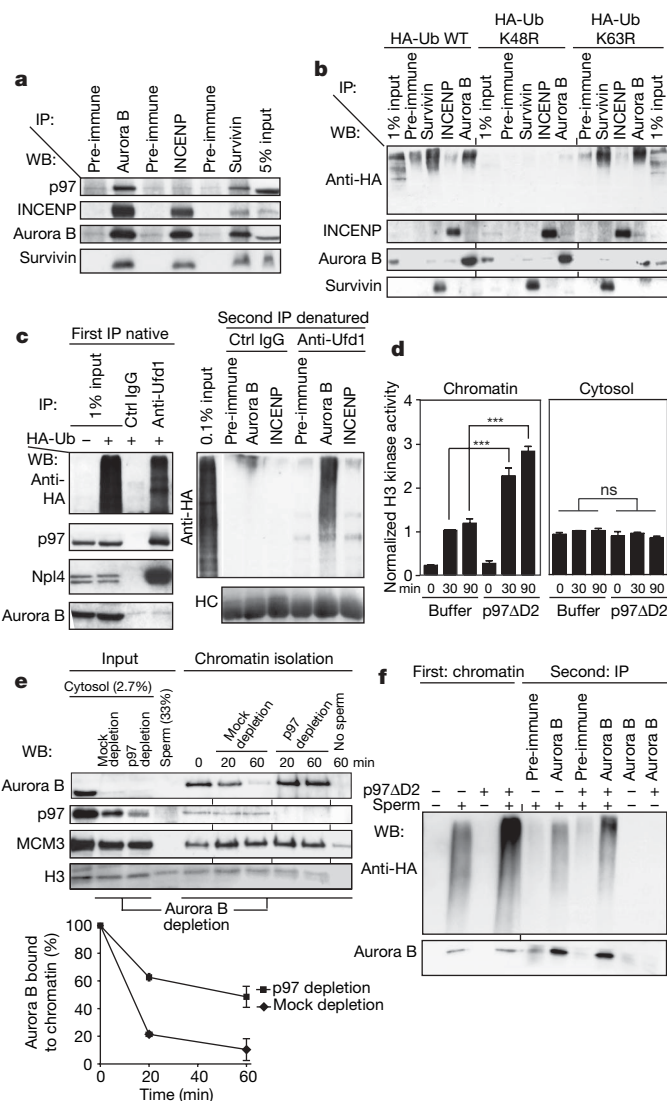 a
IP:
WB:
Pre-immune
Aurora B
Pre-immune
INCENP
Pre-immune
Survivin
5% input
p97
INCENP
Aurora B
Survivin
b
HA-Ub WT
HA-Ub K48R
HA-Ub K63R
IP:
WB:
1% input
Pre-immune
Survivin
INCENP
Aurora B
1% input
Pre-immune
Survivin
INCENP
Aurora B
Pre-immune
Survivin
INCENP
Aurora B
1% input
Anti-HA
INCENP
Aurora B
Survivin
c
First IP native
IP:
1% input
Ctrl IgG
Anti-Ufd1
HA-Ub – + + +
WB:
Anti-
HA
p97
Npl4
Aurora B
Second IP denatured
Ctrl IgG
Anti-Ufd1
0.1% input
Pre-immune
Aurora B
INCENP
Pre-immune
Aurora B
INCENP
Anti-HA
HC
d
Chromatin
Cytosol
Normalized H3 kinase activity
4
3
2
1
0
***
***
ns
min
0 30 90 0 30 90
0 30 90 0 30 90
Buffer p97ΔD2
Buffer p97ΔD2
e
Input
Chromatin isolation
Cytosol (2.7%)
Mock depletion
p97 depletion
Sperm (33%)
Mock depletion
p97 depletion
No sperm
WB:
0 20 60 20 60 60 min
Aurora B
p97
MCM3
H3
Aurora B
depletion
Aurora B bound
to chromatin (%)
100
80
60
40
20
0
0 20 40 60
Time (min)
p97 depletion
Mock depletion
f
First: chromatin
Second: IP
Pre-immune
Aurora B
Pre-immune
Aurora B
Aurora B
Aurora B
p97ΔD2 – – + + – – + + – +
Sperm – + – + + + + + – –
WB:
Anti-HA
Aurora B